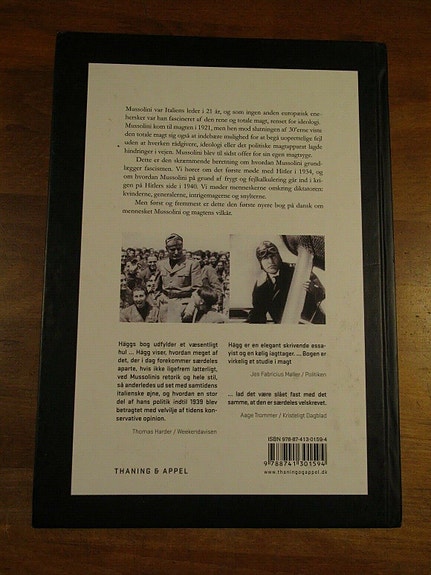 Mussolini var Italiens leder i 21 år, og som ingen anden europæisk ene-
hersker var han fascineret af den rene og totale magt, renset for ideologi.
Mussolini kom til magten i 1921, men hen mod slutningen af 30'erne viste
den totale magt sig også at indebære mulighed for at begå uoprettelige fejl
uden at hverken rådgivere, ideologi eller det politiske magtapparat lagde
hindringer i vejen. Mussolini blev til sidst offer for sin egen magtsyge.
Dette er den skræmmende beretning om hvordan Mussolini grund-
lægger fascismen. Vi hører om det første møde med Hitler i 1934, og
om hvordan Mussolini på grund af frygt og fejlkalkulering går ind i kri-
gen på Hitlers side i 1940. Vi møder menneskerne omkring diktatoren:
kvinderne, generalerne, intrigemagerne og snylterne.
Men først og fremmest er dette den første nyere bog på dansk om
mennesket Mussolini og magtens vilkår.
Häggs bog udfylder et væsentligt
hul ... Hägg viser, hvordan meget af
det, der i dag forekommer særdeles
aparte, hvis ikke ligefrem latterligt,
ved Mussolinis retorik og hele stil,
så anderledes ud set med samtidens
italienske øjne, og hvordan en stor
del af hans politik indtil 1939 blev
betragtet med velvilje af tidens kon-
servative opinion.
Thomas Harder / Weekendavisen
Hägg er en elegant skrivende essa-
yist og en kølig iagttager. ... Bogen er
virkelig et studie i magt
Jes Fabricius Møller / Politiken
... lad det være slået fast med det
samme, at den er særdeles velskrevet.
Aage Trommer / Kristeligt Dagblad
ISBN 978-87-413-0159-4
9 788741 301594
THANING & APPEL
www.thaningogappel.dk